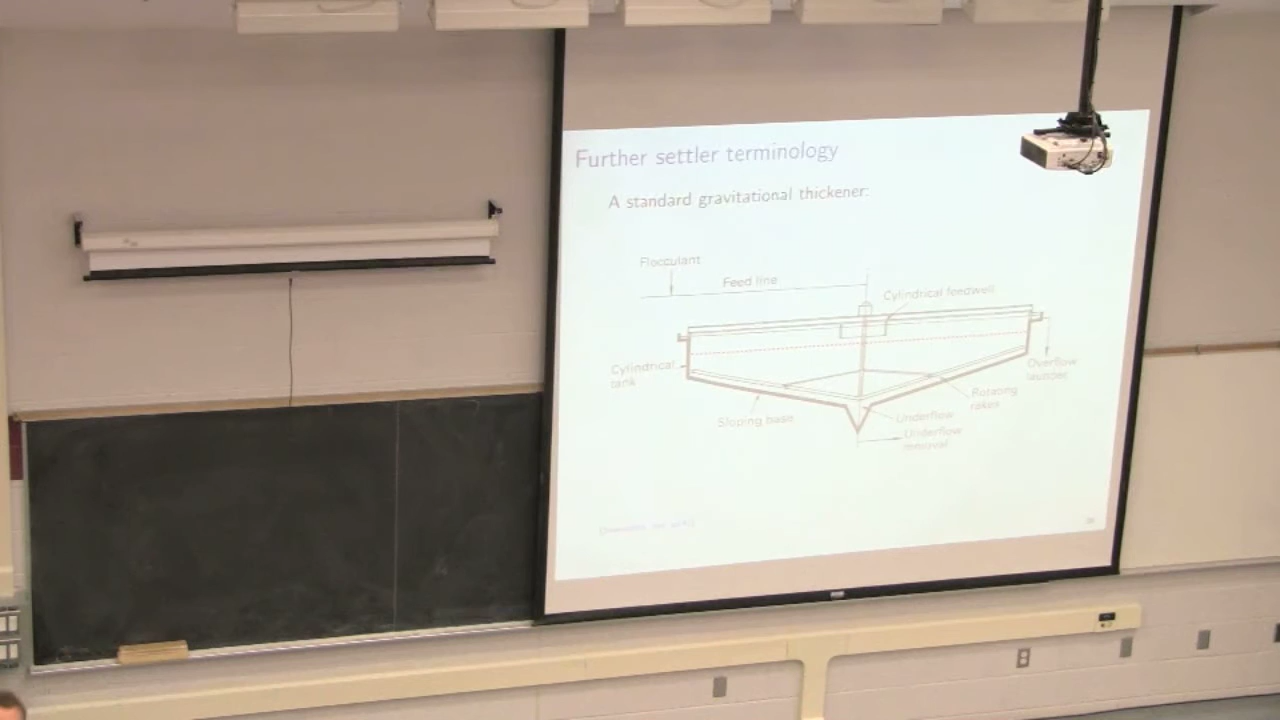 Further settler terminology
A standard gravitational thickener:
Flocculant
Feed line
Cylindrical feedwell
Cylindrical
tank
Overflow
launder
Rotating
rakes
Sloping base
Underflow
Underflow
removal